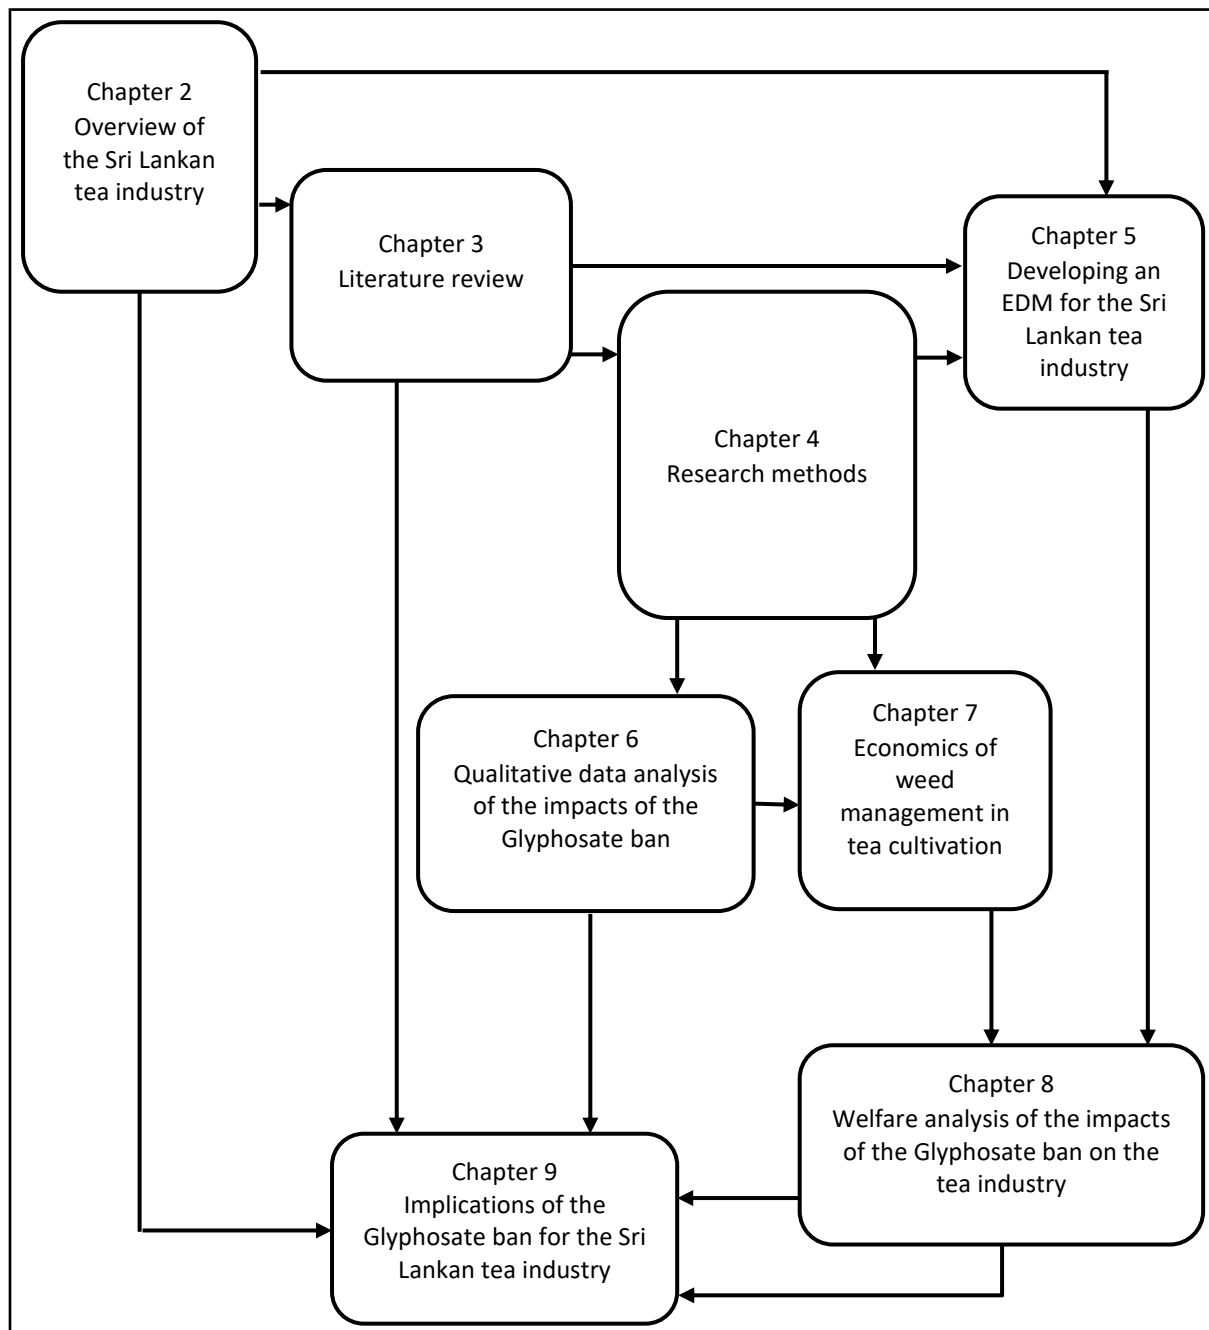 Chapter 2
Overview of
the Sri Lankan
tea industry
Chapter 3
Literature review
Chapter 4
Research methods
Chapter 5
Developing an
EDM for the Sri
Lankan tea
industry
Chapter 6
Qualitative data analysis
of the impacts of the
Glyphosate ban
Chapter 7
Economics of
weed
management in
tea cultivation
Chapter 8
Welfare analysis of the impacts
of the Glyphosate ban on the
tea industry
Chapter 9
Implications of the
Glyphosate ban for the Sri
Lankan tea industry